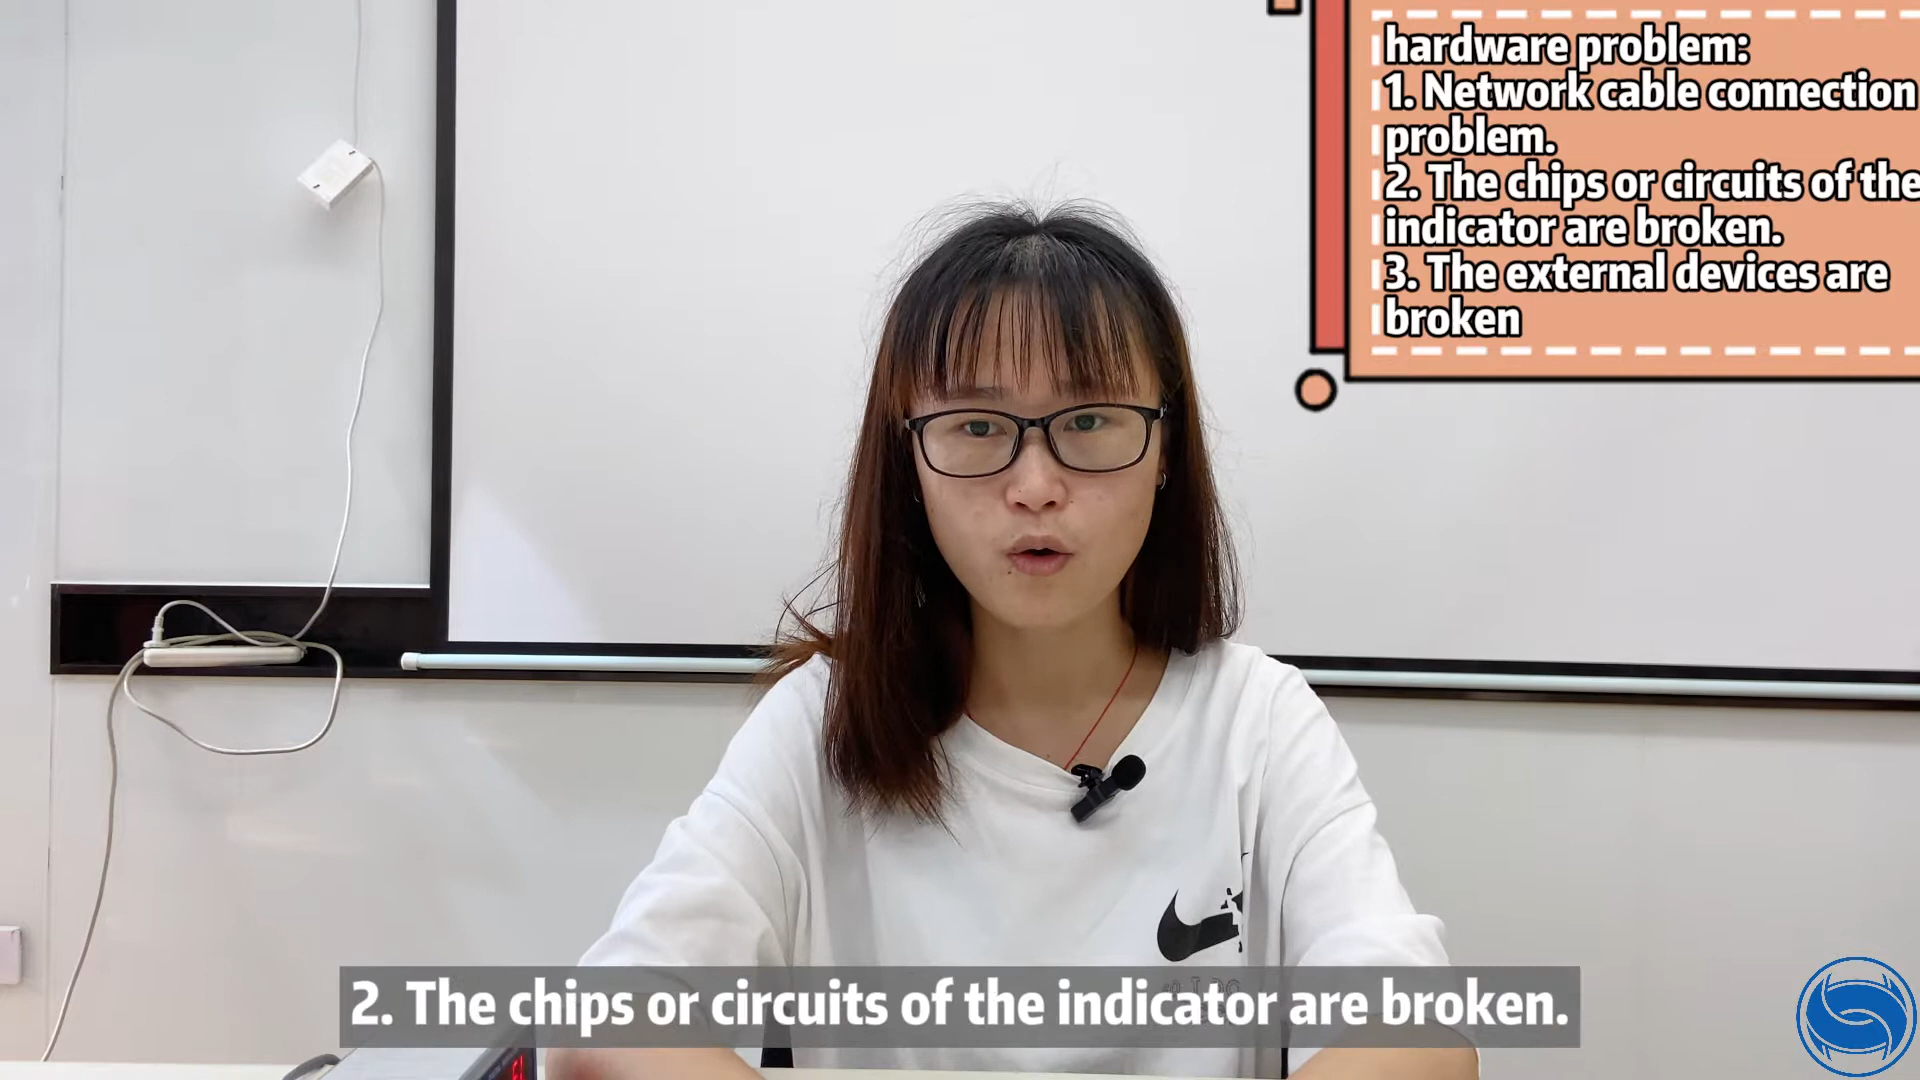 hardware problem:
1. Network cable connection
problem.
2. The chips or circuits of the
indicator are broken.
3. The external devices are
broken
2. The chips or circuits of the indicator are broken.